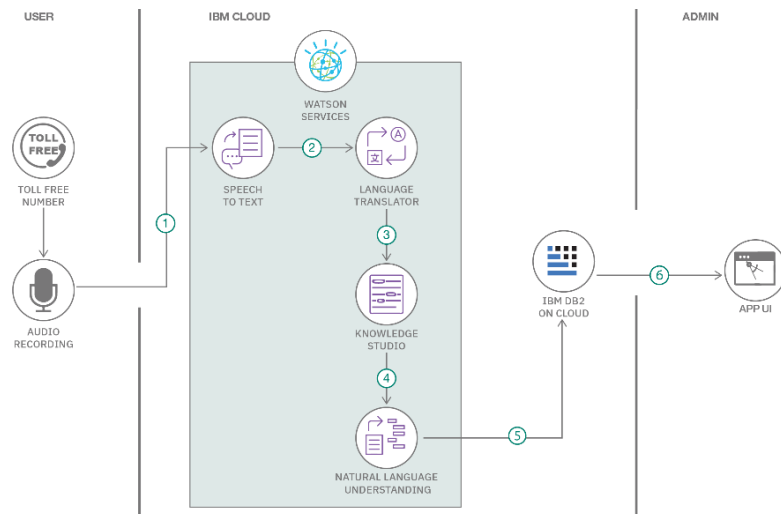 USER
IBM CLOUD
ADMIN
WATSON
SERVICES
TOLL
FREE
TOLL FREE
NUMBER
1
SPEECH
TO TEXT
2
A
文
LANGUAGE
TRANSLATOR
3
AUDIO
RECORDING
KNOWLEDGE
STUDIO
4
NATURAL LANGUAGE
UNDERSTANDING
5
IBM DB2
ON CLOUD
6
APP UI